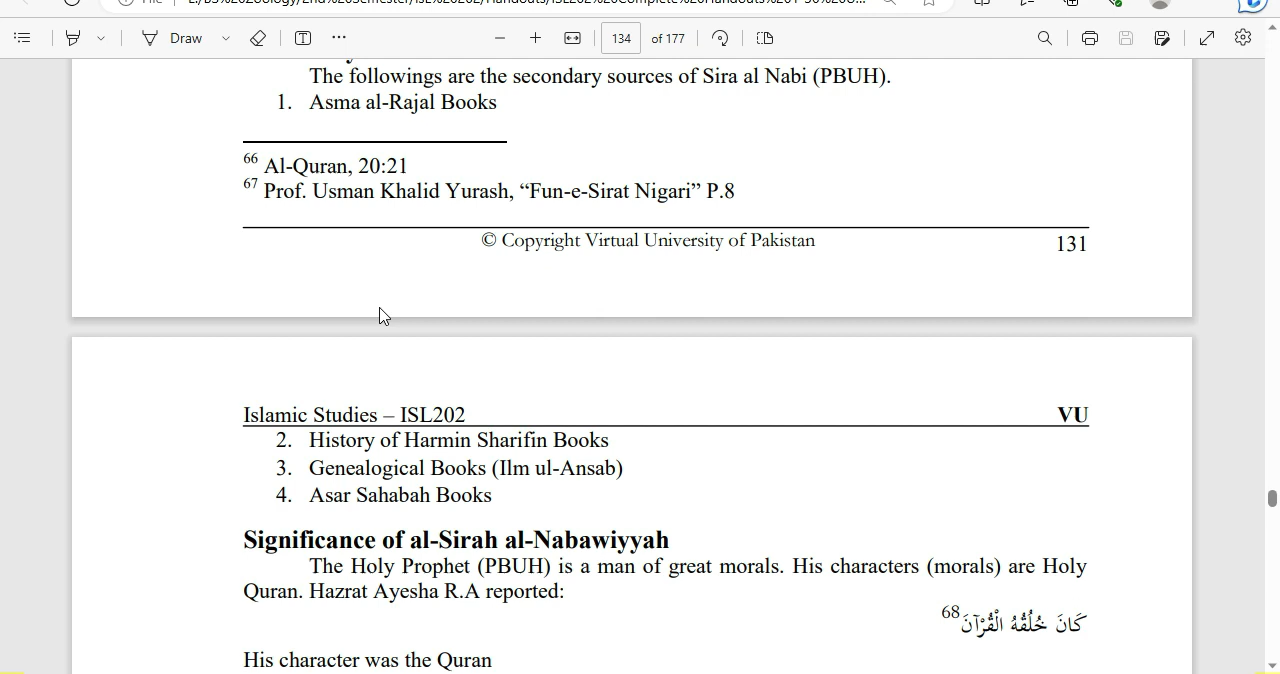 Draw
134
of 177
The followings are the secondary sources of Sira al Nabi (PBUH).
1. Asma al-Rajal Books
66 Al-Quran, 20:21
67 Prof. Usman Khalid Yurash, “Fun-e-Sirat Nigari” P.8
© Copyright Virtual University of Pakistan 131
Islamic Studies – ISL202 VU
2. History of Harmin Sharifin Books
3. Genealogical Books (Ilm ul-Ansab)
4. Asar Sahabah Books
Significance of al-Sirah al-Nabawiyyah
The Holy Prophet (PBUH) is a man of great morals. His characters (morals) are Holy
Quran. Hazrat Ayesha R.A reported:
كَانَ خُلُقُهُ الْقُرْآنَ 68
His character was the Quran